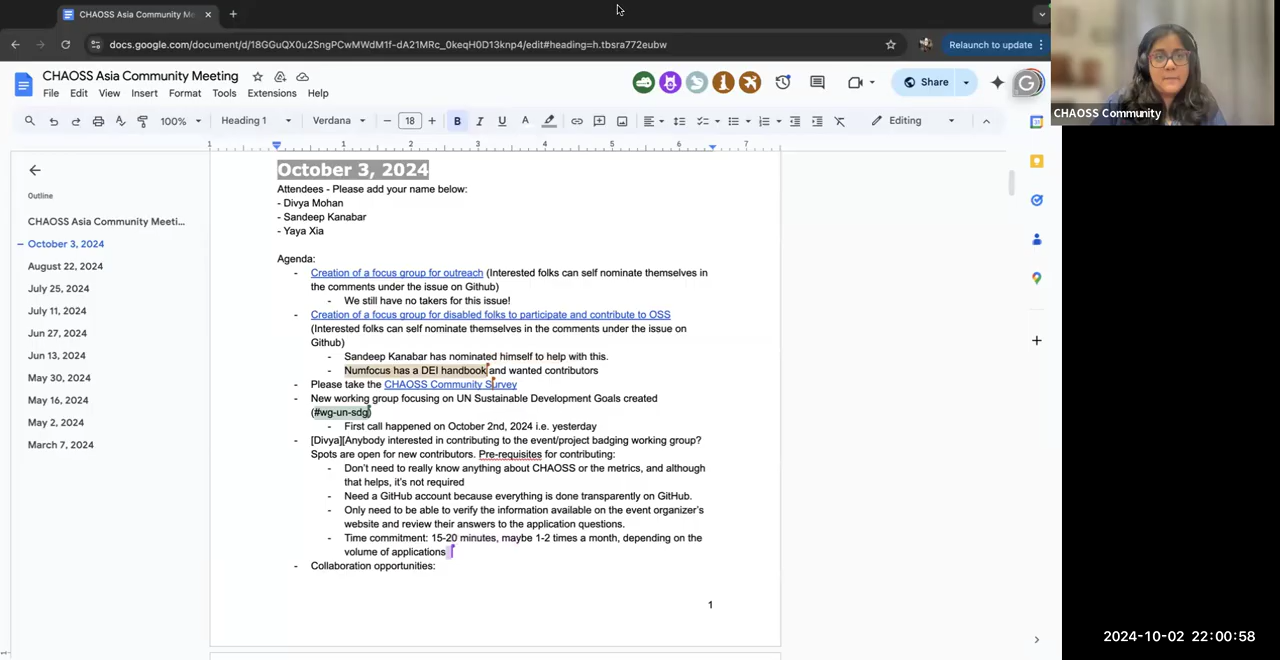 CHAOSS Asia Community Me
docs.google.com/document/d/18GGuQX0u2SngPCwMWdM1f-dA21MRc_0keqH0D13knp4/edit#heading=h.tbsra772eubw
Relaunch to update
CHAOSS Asia Community Meeting
File Edit View Insert Format Tools Extensions Help
Share
100% Heading 1 Verdana 18 B I U A Editing
1 1 2 3 4 5 6 7
Outline
CHAOSS Asia Community Meeti...
October 3, 2024
August 22, 2024
July 25, 2024
July 11, 2024
Jun 27, 2024
Jun 13, 2024
May 30, 2024
May 16, 2024
May 2, 2024
March 7, 2024
October 3, 2024
Attendees - Please add your name below:
- Divya Mohan
- Sandeep Kanabar
- Yaya Xia
Agenda:
- Creation of a focus group for outreach (Interested folks can self nominate themselves in
the comments under the issue on Github)
- We still have no takers for this issue!
- Creation of a focus group for disabled folks to participate and contribute to OSS
(Interested folks can self nominate themselves in the comments under the issue on
Github)
- Sandeep Kanabar has nominated himself to help with this.
- Numfocus has a DEI handbook and wanted contributors
- Please take the CHAOSS Community Survey
- New working group focusing on UN Sustainable Development Goals created
(#wg-un-sdg)
- First call happened on October 2nd, 2024 i.e. yesterday
- [Divya][Anybody interested in contributing to the event/project badging working group?
Spots are open for new contributors. Pre-requisites for contributing:
- Don't need to really know anything about CHAOSS or the metrics, and although
that helps, it's not required
- Need a GitHub account because everything is done transparently on GitHub.
- Only need to be able to verify the information available on the event organizer's
website and review their answers to the application questions.
- Time commitment: 15-20 minutes, maybe 1-2 times a month, depending on the
volume of applications
- Collaboration opportunities:
1
CHAOSS Community
2024-10-02 22:00:58